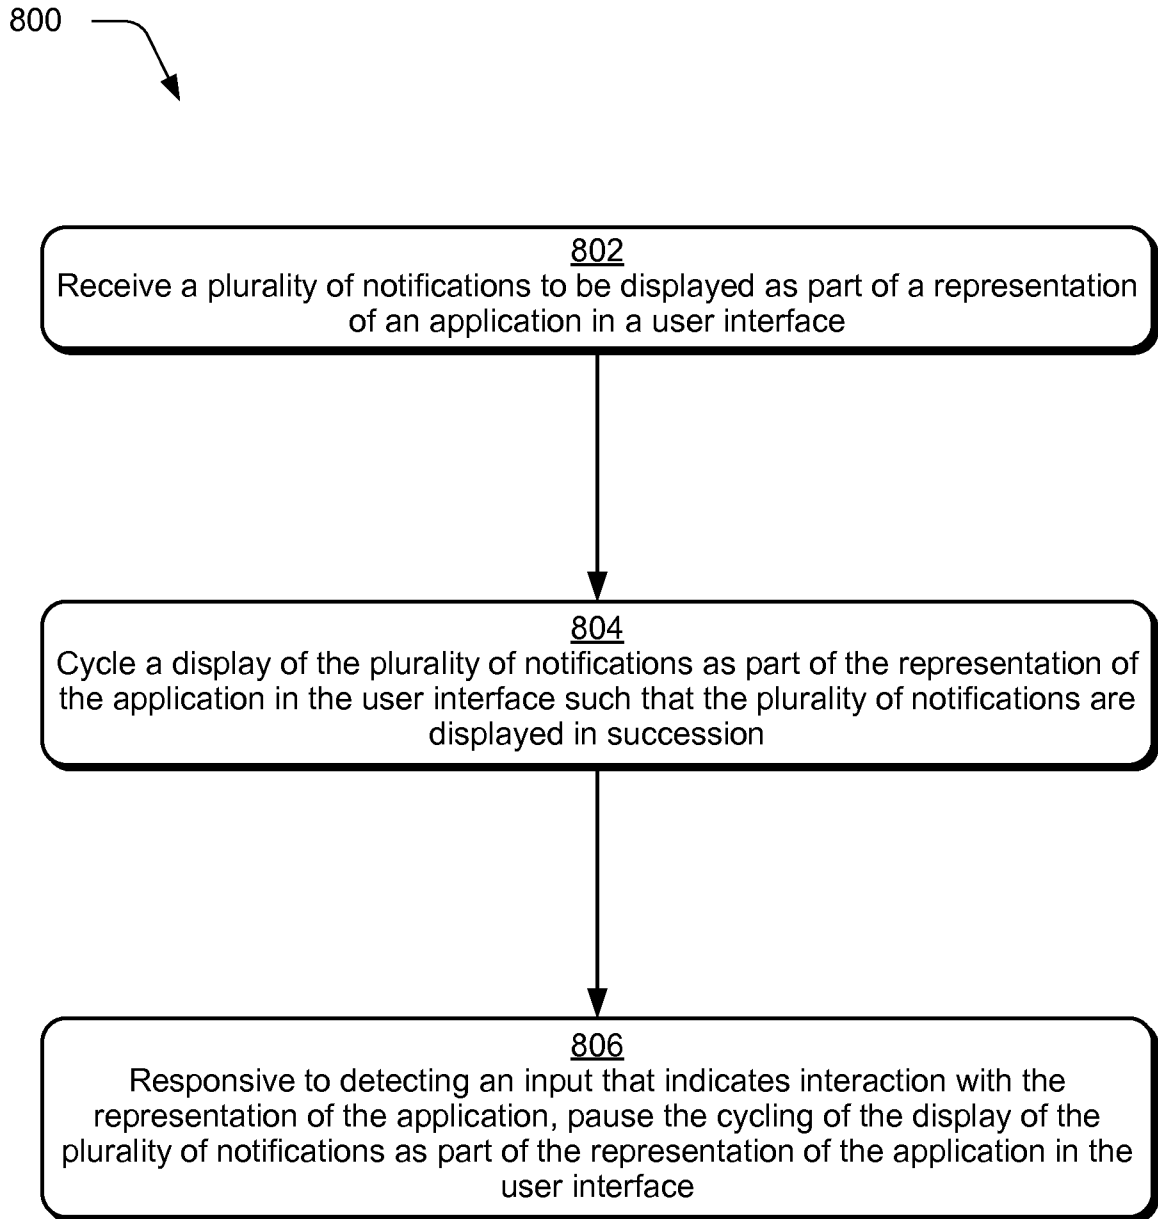 800
802
Receive a plurality of notifications to be displayed as part of a representation
of an application in a user interface
804
Cycle a display of the plurality of notifications as part of the representation of
the application in the user interface such that the plurality of notifications are
displayed in succession
806
Responsive to detecting an input that indicates interaction with the
representation of the application, pause the cycling of the display of the
plurality of notifications as part of the representation of the application in the
user interface